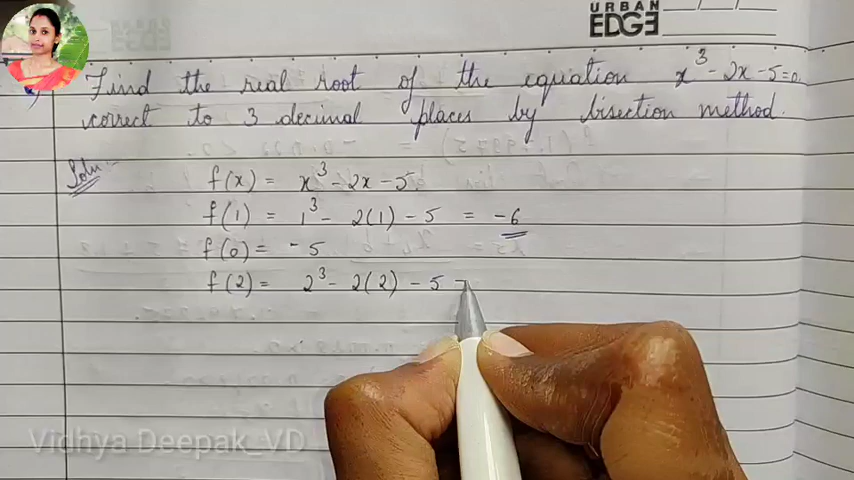 URBAN
EDGE
Find the real root of the equation x³ - 2x - 5 = 0.
correct to 3 decimal places by bisection method.
Soln:-
f(x) = x³ - 2x - 5.
f(1) = 1³ - 2(1) - 5 = -6
f(0) = -5
f(2) = 2³ - 2(2) - 5 =
Vidhya Deepak_VD